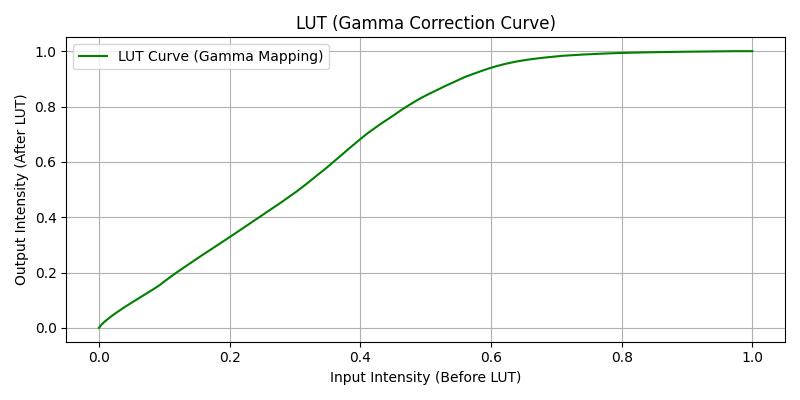 LUT (Gamma Correction Curve)
LUT Curve (Gamma Mapping)
Output Intensity (After LUT)
1.0
0.8
0.6
0.4
0.2
0.0
0.0 0.2 0.4 0.6 0.8 1.0
Input Intensity (Before LUT)